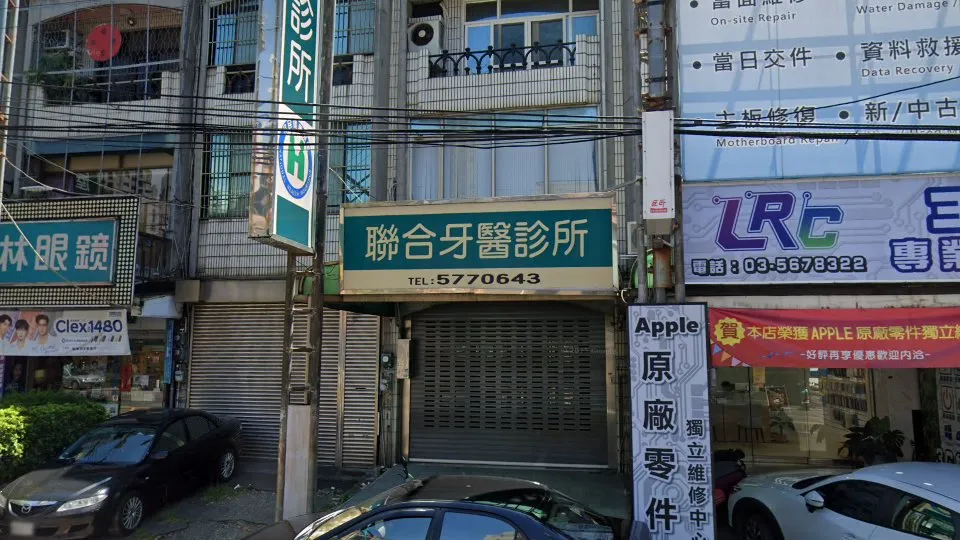 診所
H
林眼鏡
Clex1480
聯合牙醫診所
TEL:5770643
On-site Repair
Water Damage /
當日交件
資料救援
Data Recovery
主板修復
新/中古
Motherboard Repair
LRC
電話：03-5678322
專業
賀 本店榮獲 APPLE 原廠零件獨立維
-好評再享優惠歡迎內洽-
Apple
原廠零件
獨立維修中心